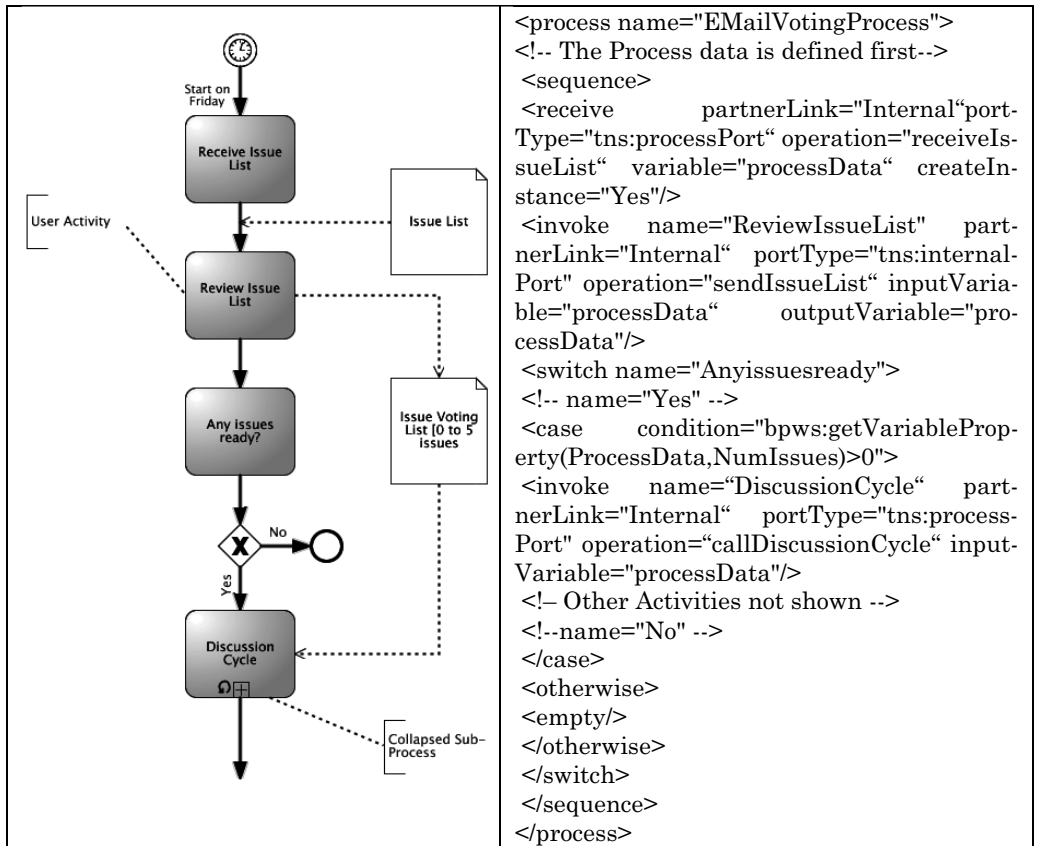 Start on
Friday
Receive Issue
List
Issue List
User Activity
Review Issue
List
Any issues
ready?
Issue Voting
List [0 to 5
issues
No
Yes
Discussion
Cycle
Collapsed Sub-
Process
<process name="EMailVotingProcess">
<!-- The Process data is defined first-->
<sequence>
<receive partnerLink="Internal“port-
Type="tns:processPort“ operation="receiveIs-
sueList“ variable="processData“ createIn-
stance="Yes"/>
<invoke name="ReviewIssueList" part-
nerLink="Internal“ portType="tns:internal-
Port" operation="sendIssueList“ inputVaria-
ble="processData“ outputVariable="pro-
cessData"/>
<switch name="Anyissuesready">
<!-- name="Yes" -->
<case condition="bpws:getVariableProp-
erty(ProcessData,NumIssues)>0">
<invoke name=“DiscussionCycle“ part-
nerLink="Internal“ portType="tns:process-
Port" operation=“callDiscussionCycle“ input-
Variable="processData"/>
<!– Other Activities not shown -->
<!--name="No" -->
</case>
<otherwise>
<empty/>
</otherwise>
</switch>
</sequence>
</process>